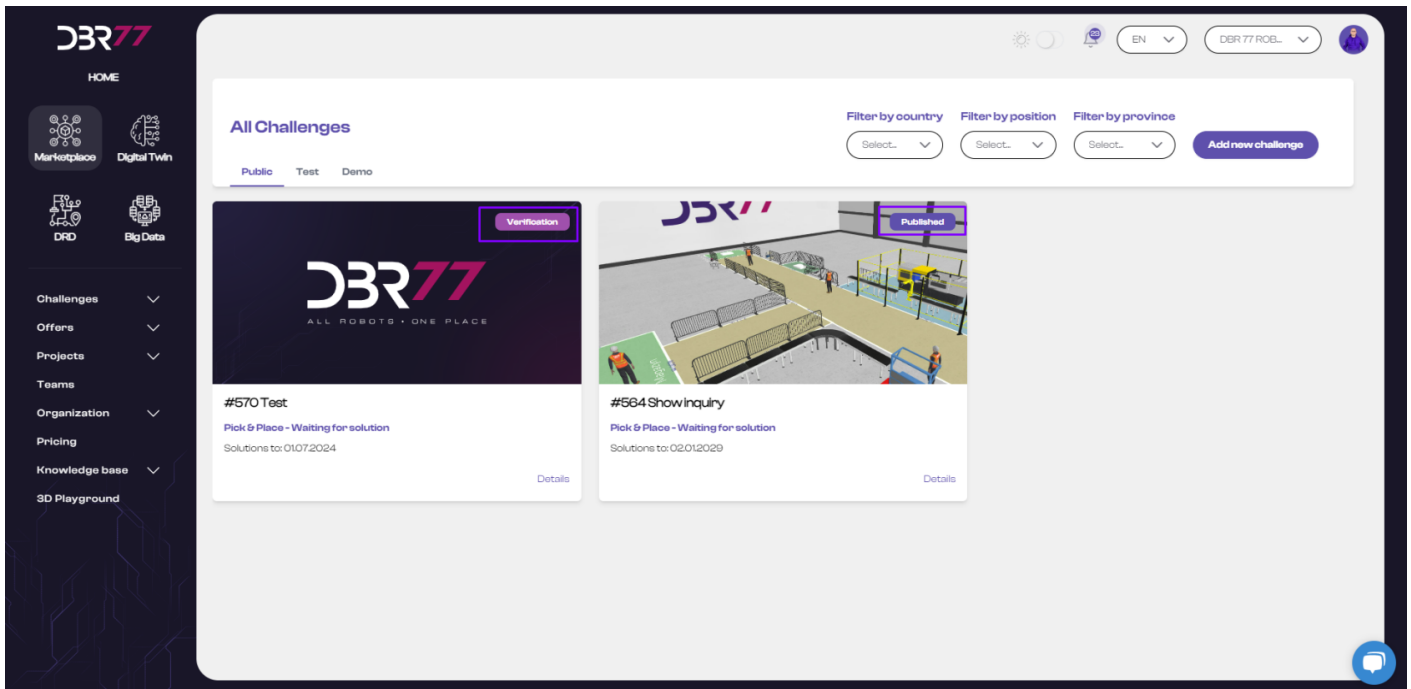 DBR77
HOME
Marketplace
Digital Twin
DRD
Big Data
Challenges
Offers
Projects
Teams
Organization
Pricing
Knowledge base
3D Playground
EN
DBR 77 ROB...
All Challenges
Filter by country
Filter by position
Filter by province
Select...
Select...
Select...
Add new challenge
Public
Test
Demo
Verification
DBR77
ALL ROBOTS • ONE PLACE
#570 Test
Pick & Place - Waiting for solution
Solutions to: 01.07.2024
Details
DBR77
Published
#564 Show inquiry
Pick & Place - Waiting for solution
Solutions to: 02.01.2029
Details